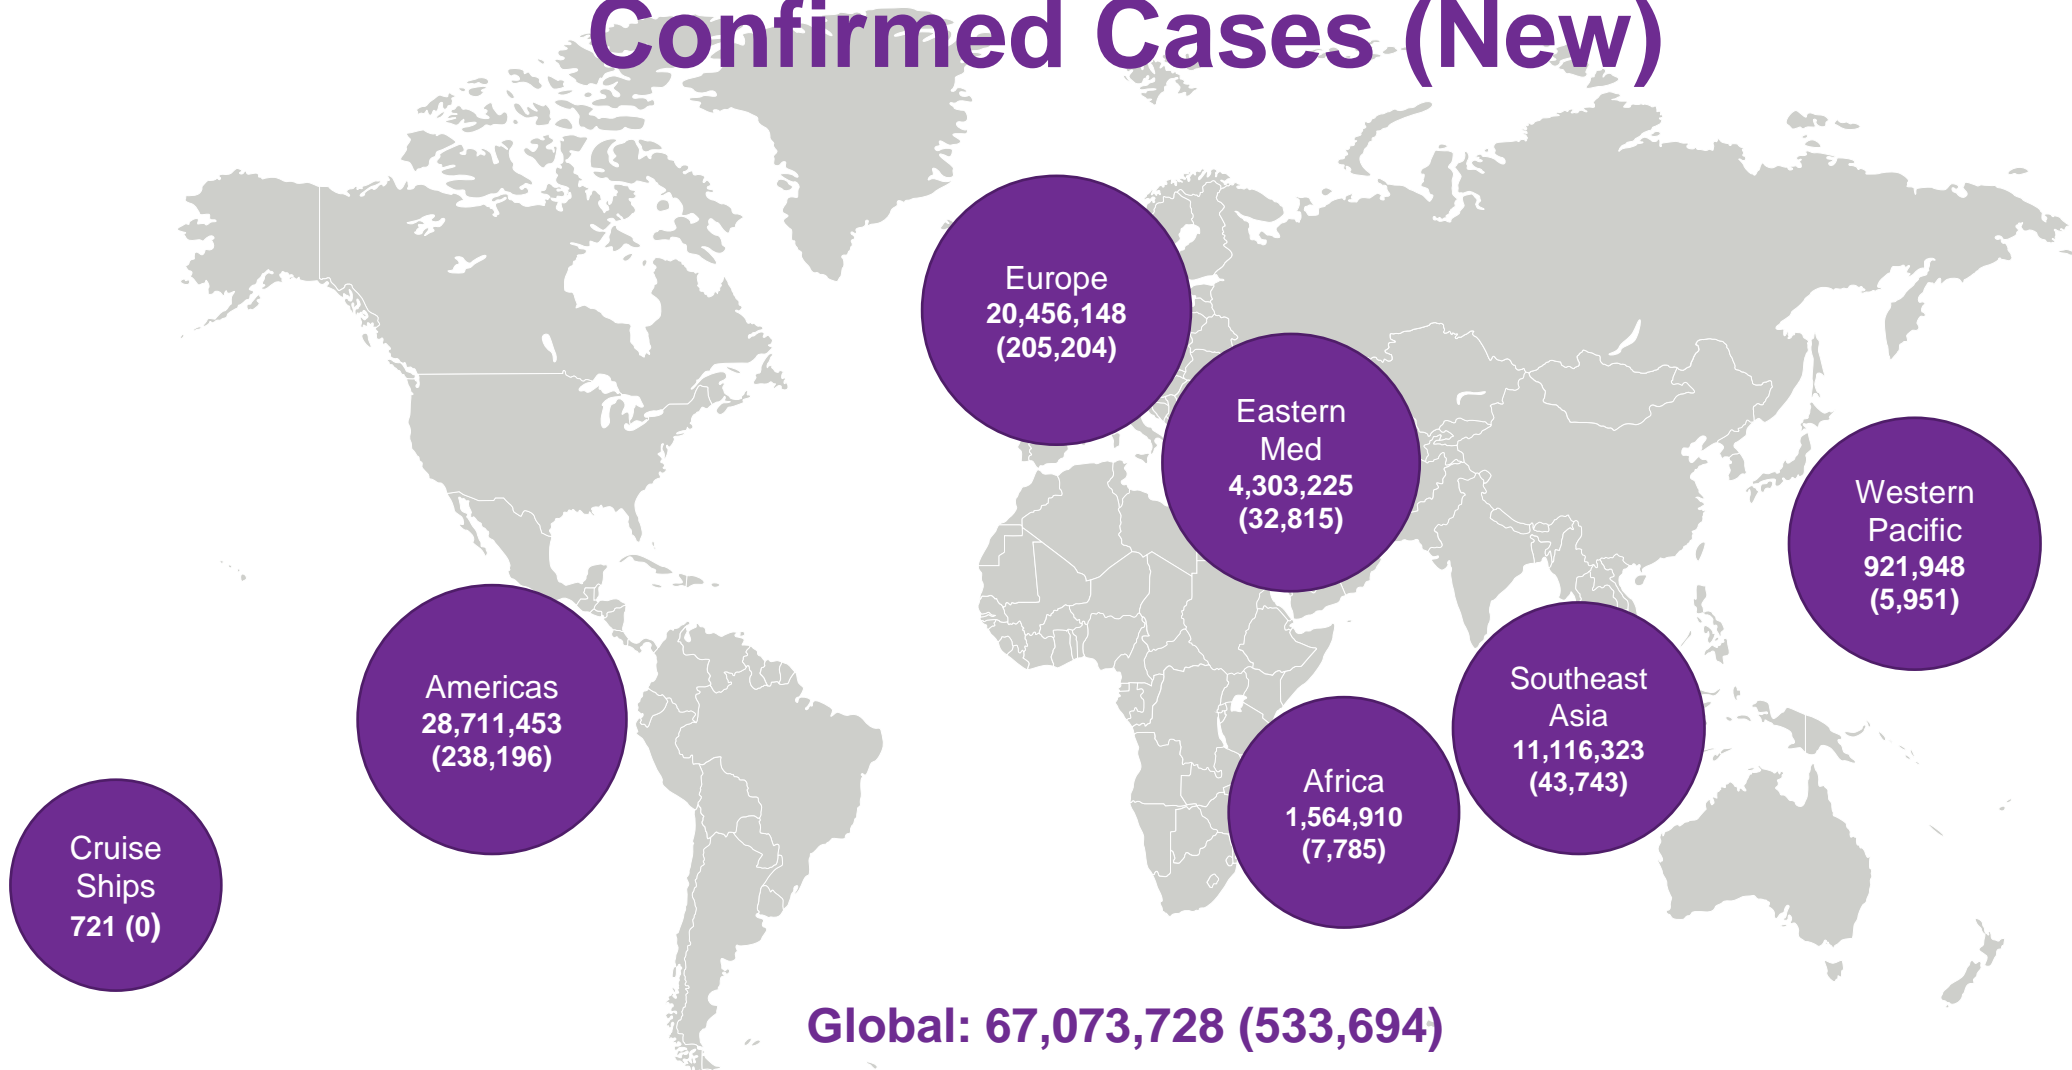 Confirmed Cases (New)
Europe
20,456,148
(205,204)
Eastern
Med
4,303,225
(32,815)
Western
Pacific
921,948
(5,951)
Americas
28,711,453
(238,196)
Southeast
Asia
11,116,323
(43,743)
Africa
1,564,910
(7,785)
Cruise
Ships
721 (0)
Global: 67,073,728 (533,694)